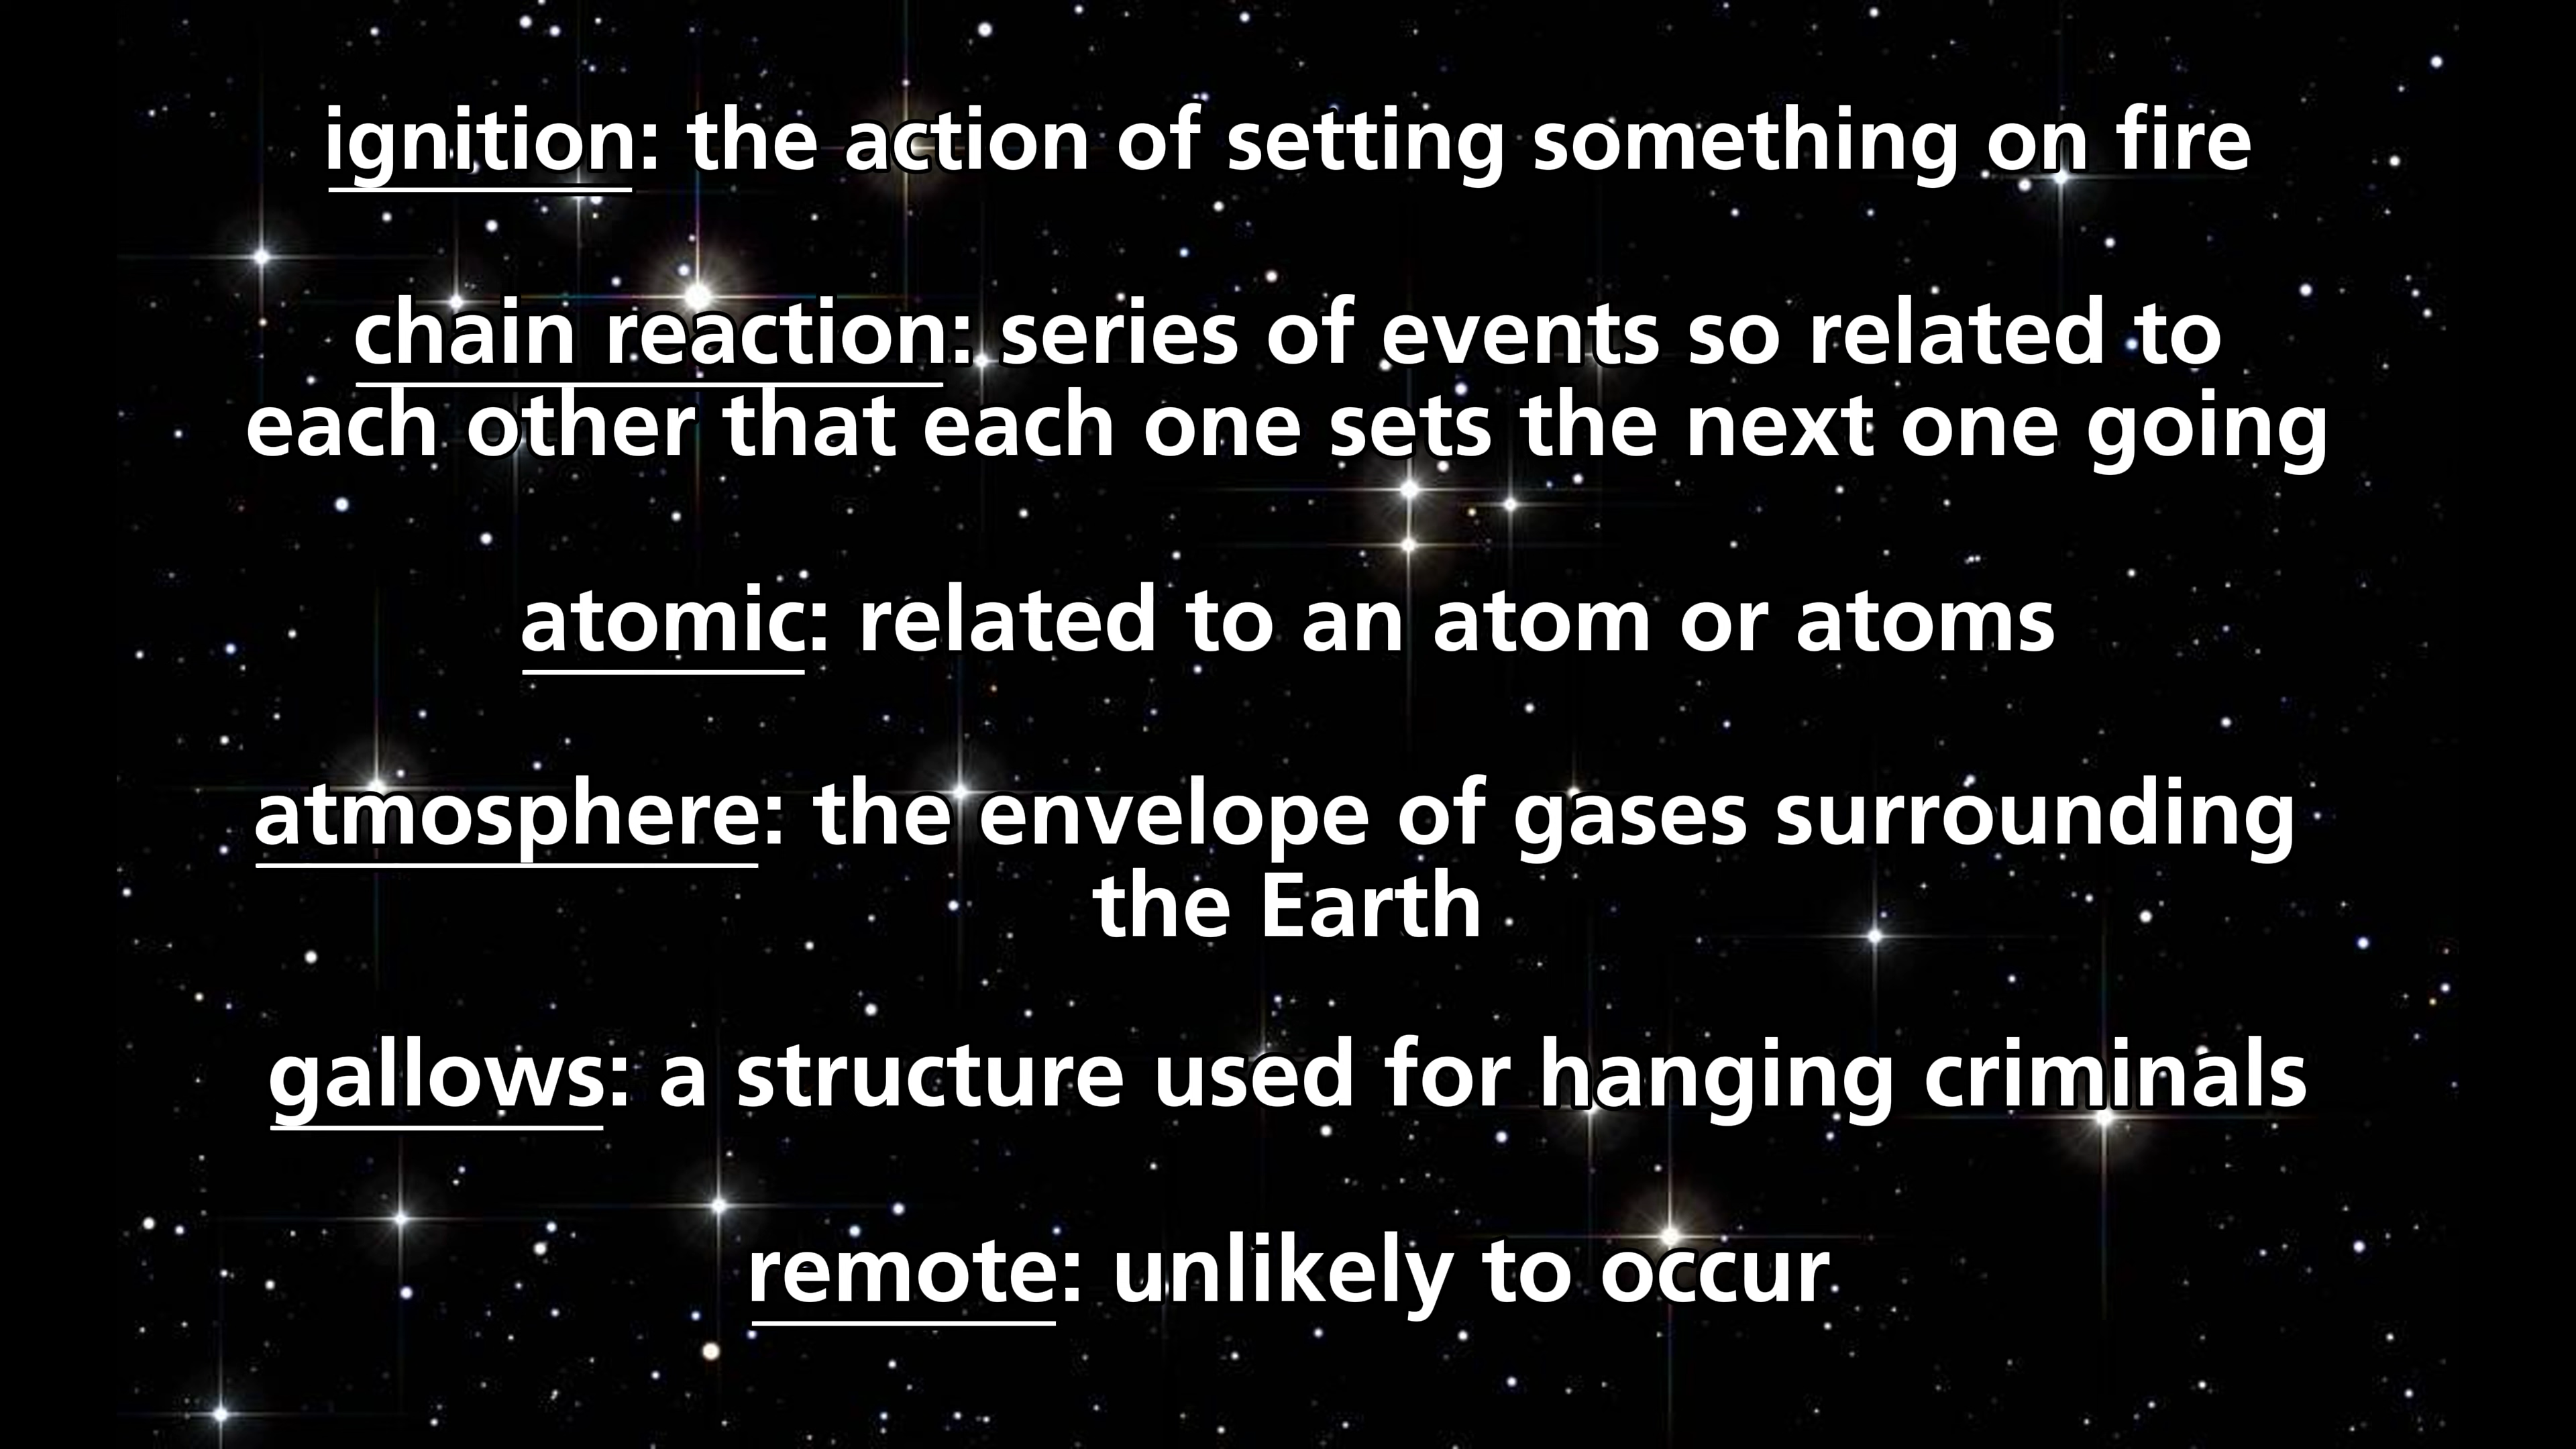 ignition: the action of setting something on fire
chain reaction: series of events so related to
each other that each one sets the next one going
atomic: related to an atom or atoms
atmosphere: the envelope of gases surrounding
the Earth
gallows: a structure used for hanging criminals
remote: unlikely to occur